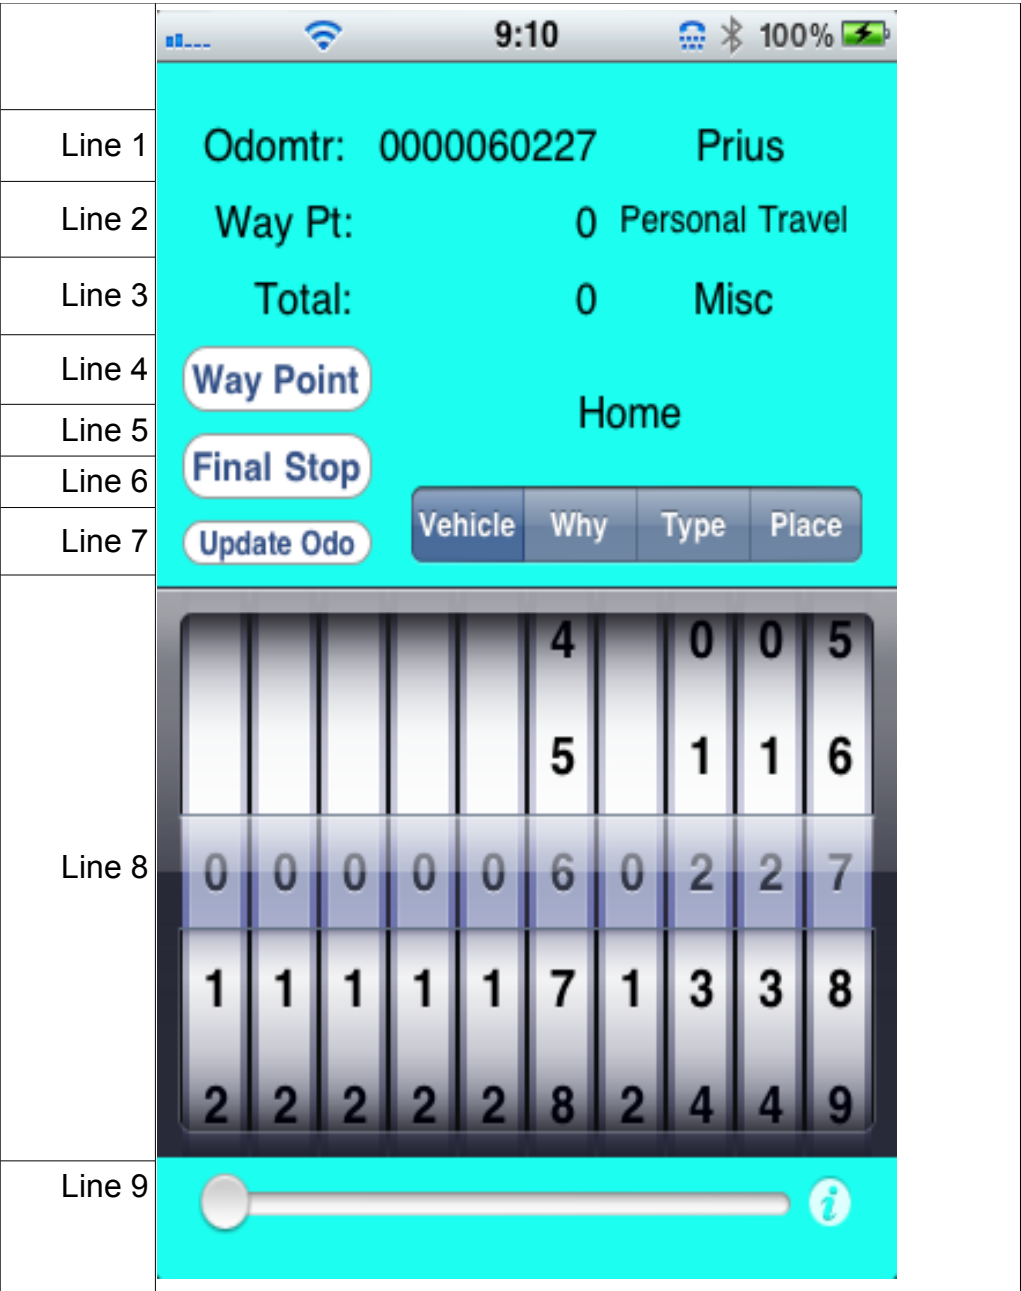 9:10 100%
Line 1 Odomtr: 0000060227 Prius
Line 2 Way Pt: 0 Personal Travel
Line 3 Total: 0 Misc
Line 4 Way Point
Home
Line 5
Line 6 Final Stop
Line 7 Update Odo Vehicle Why Type Place
4 0 0 5
5 1 1 6
Line 8 0 0 0 0 0 6 0 2 2 7
1 1 1 1 1 7 1 3 3 8
2 2 2 2 2 8 2 4 4 9
Line 9 i